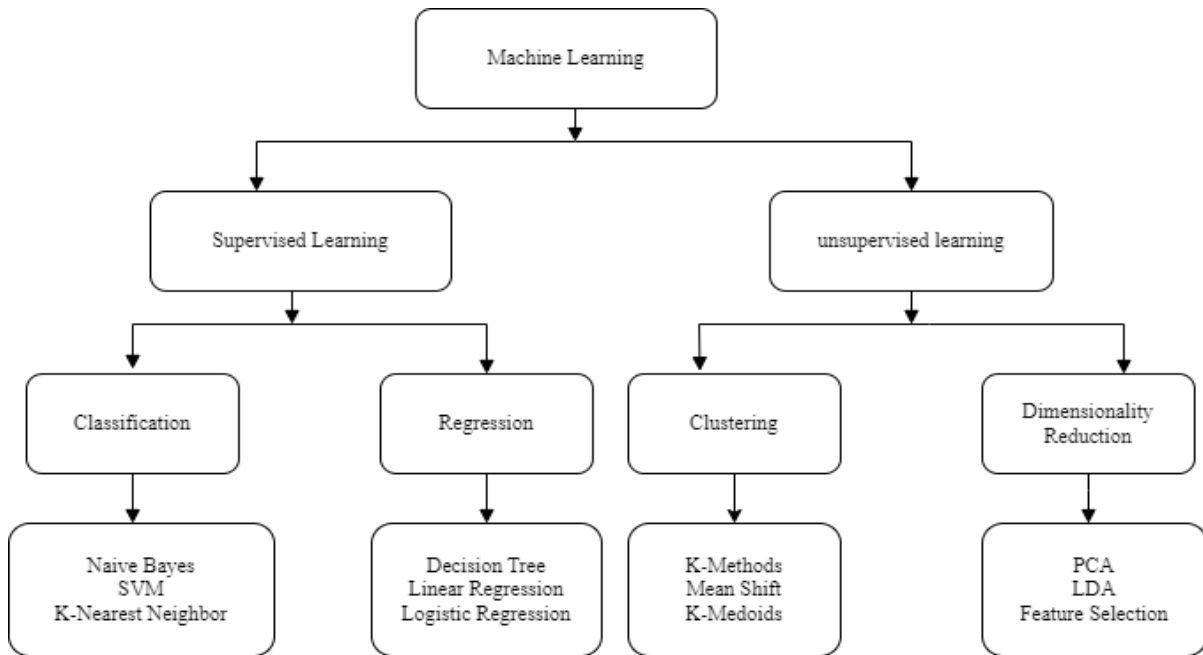 Machine Learning
Supervised Learning
unsupervised learning
Classification
Regression
Clustering
Dimensionality
Reduction
Naive Bayes
SVM
K-Nearest Neighbor
Decision Tree
Linear Regression
Logistic Regression
K-Methods
Mean Shift
K-Medoids
PCA
LDA
Feature Selection